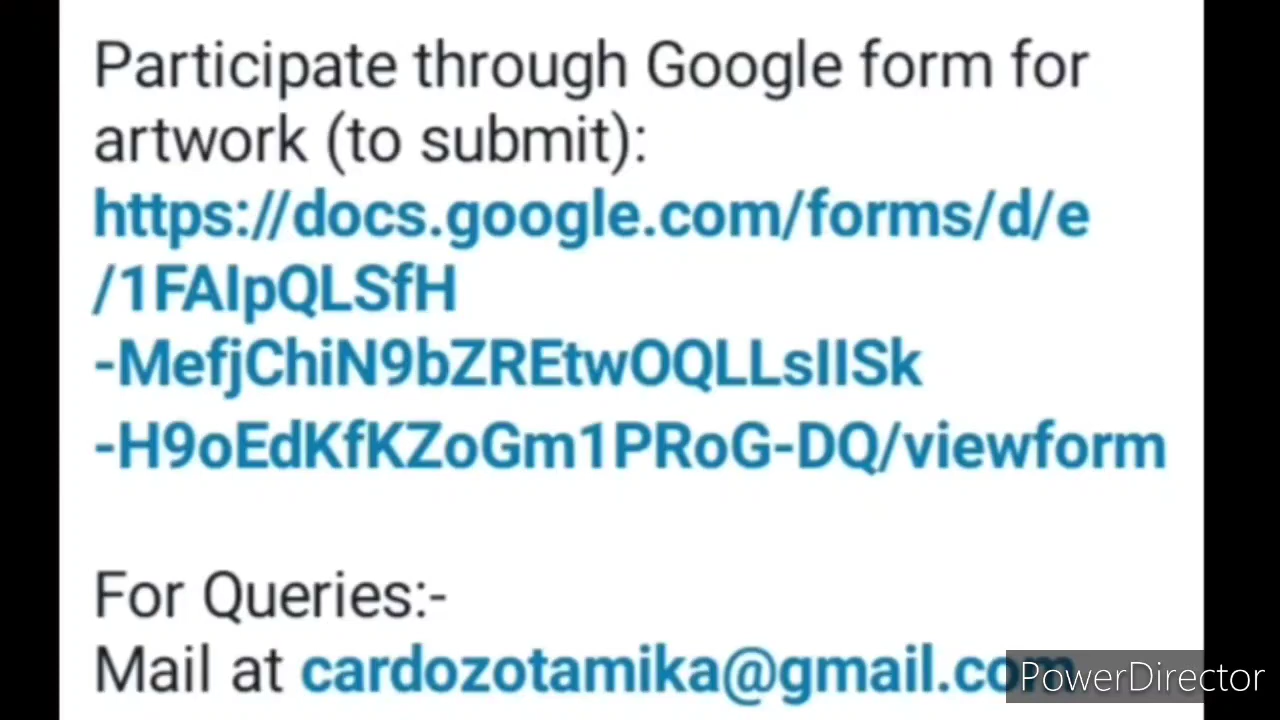 Participate through Google form for
artwork (to submit):
https://docs.google.com/forms/d/e
/1FAIpQLSfH
-MefjChiN9bZREtwOQLLsIISk
-H9oEdKfKZoGm1PRoG-DQ/viewform
For Queries:-
Mail at cardozotamika@gmail.com
PowerDirector